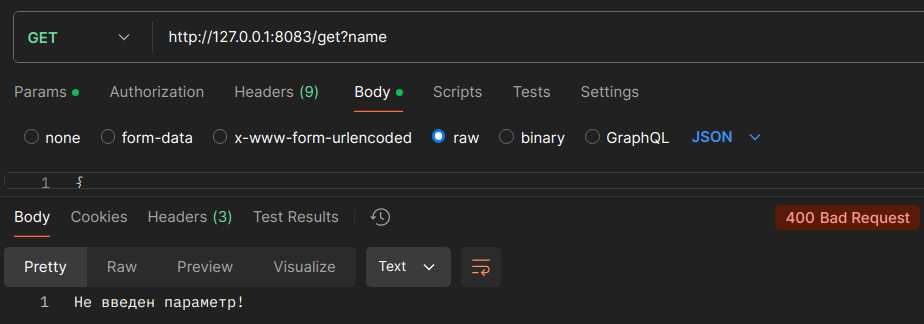 GET http://127.0.0.1:8083/get?name
Params Authorization Headers (9) Body Scripts Tests Settings
none form-data x-www-form-urlencoded raw binary GraphQL JSON
1 {
Body Cookies Headers (3) Test Results 400 Bad Request
Pretty Raw Preview Visualize Text
1 Не введен параметр!